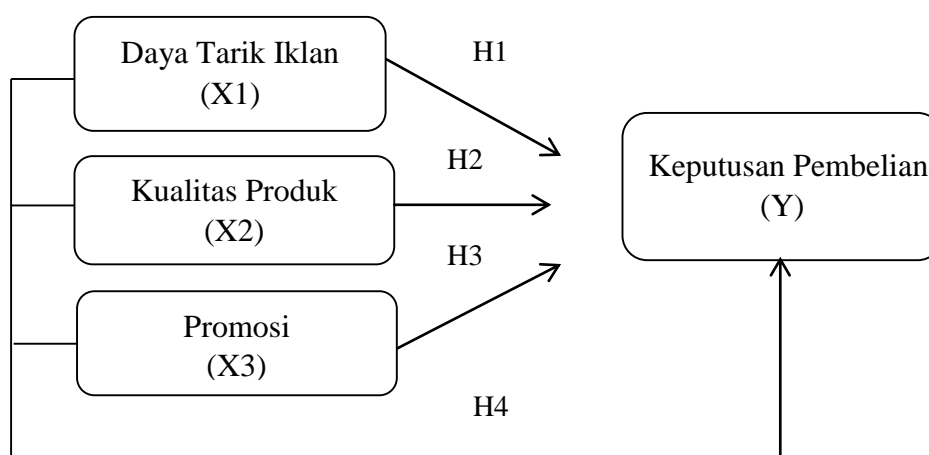 Daya Tarik Iklan
(X1)
H1
Kualitas Produk
(X2)
H2
Promosi
(X3)
H3
H4
Keputusan Pembelian
(Y)